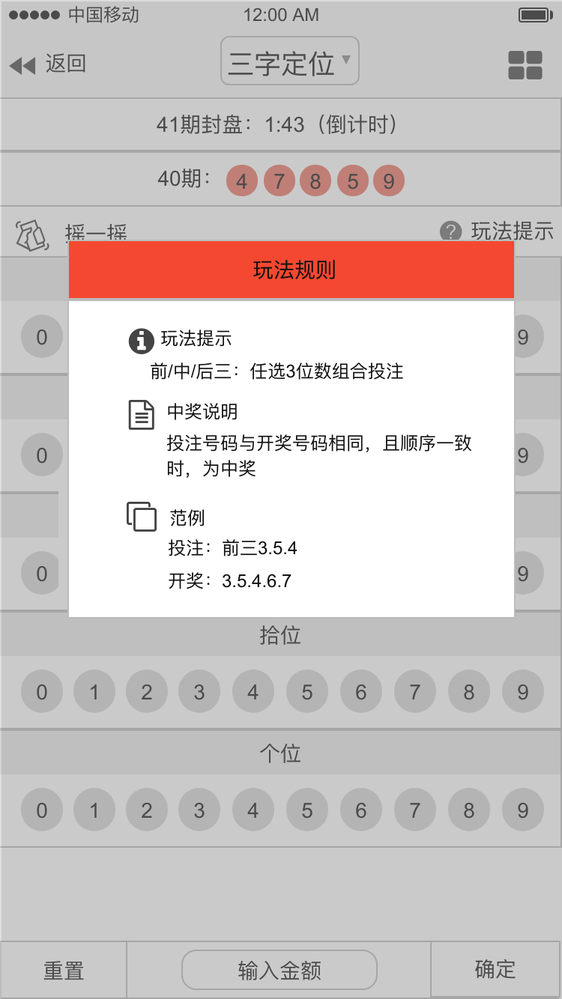 中国移动 12:00 AM
返回 三字定位
41期封盘：1:43（倒计时）
40期： 4 7 8 5 9
摇一摇 ? 玩法提示
玩法规则
玩法提示
0 9
前/中/后三：任选3位数组合投注
中奖说明
投注号码与开奖号码相同，且顺序一致
0 9
时，为中奖
范例
投注：前三3.5.4
0 9
开奖：3.5.4.6.7
拾位
0 1 2 3 4 5 6 7 8 9
个位
0 1 2 3 4 5 6 7 8 9
重置 输入金额 确定